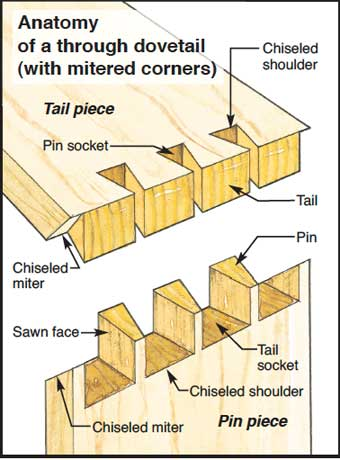 Anatomy
of a through dovetail
(with mitered corners)
Chiseled
shoulder
Tail piece
Pin socket
Tail
Pin
Chiseled
miter
Sawn face
Tail
socket
Chiseled shoulder
Chiseled miter
Pin piece